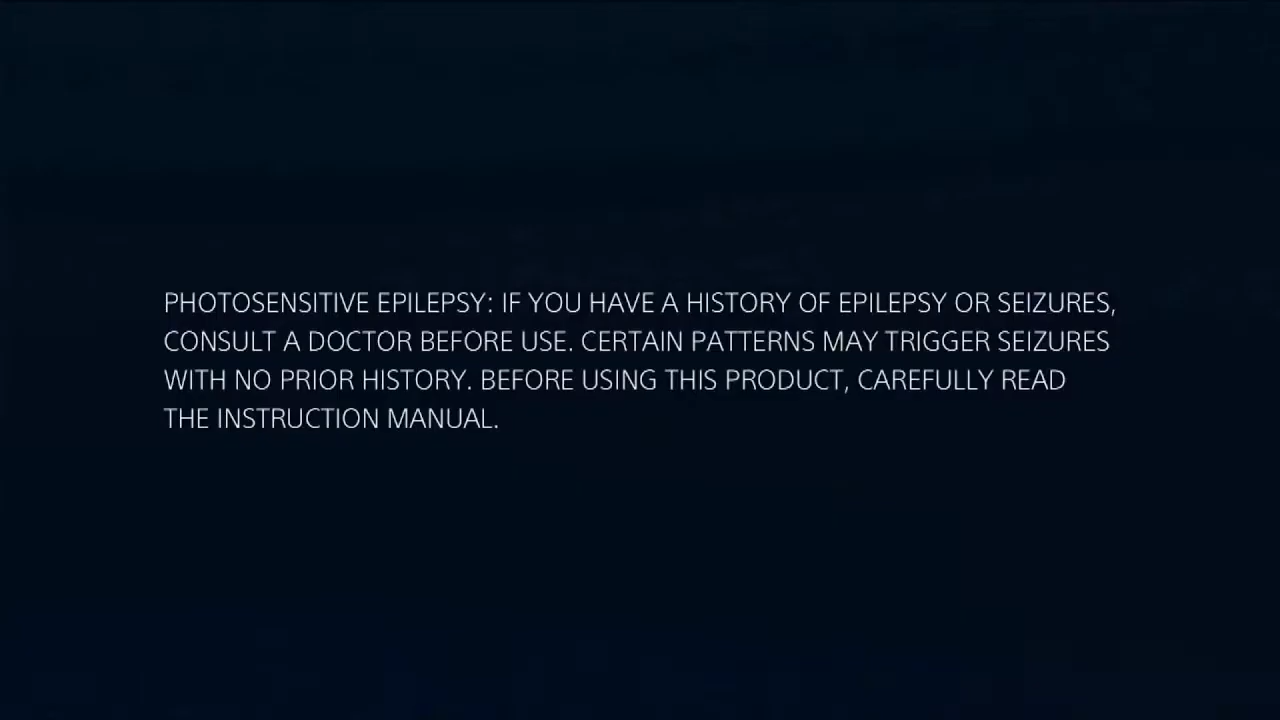 PHOTOSENSITIVE EPILEPSY: IF YOU HAVE A HISTORY OF EPILEPSY OR SEIZURES,
CONSULT A DOCTOR BEFORE USE. CERTAIN PATTERNS MAY TRIGGER SEIZURES
WITH NO PRIOR HISTORY. BEFORE USING THIS PRODUCT, CAREFULLY READ
THE INSTRUCTION MANUAL.